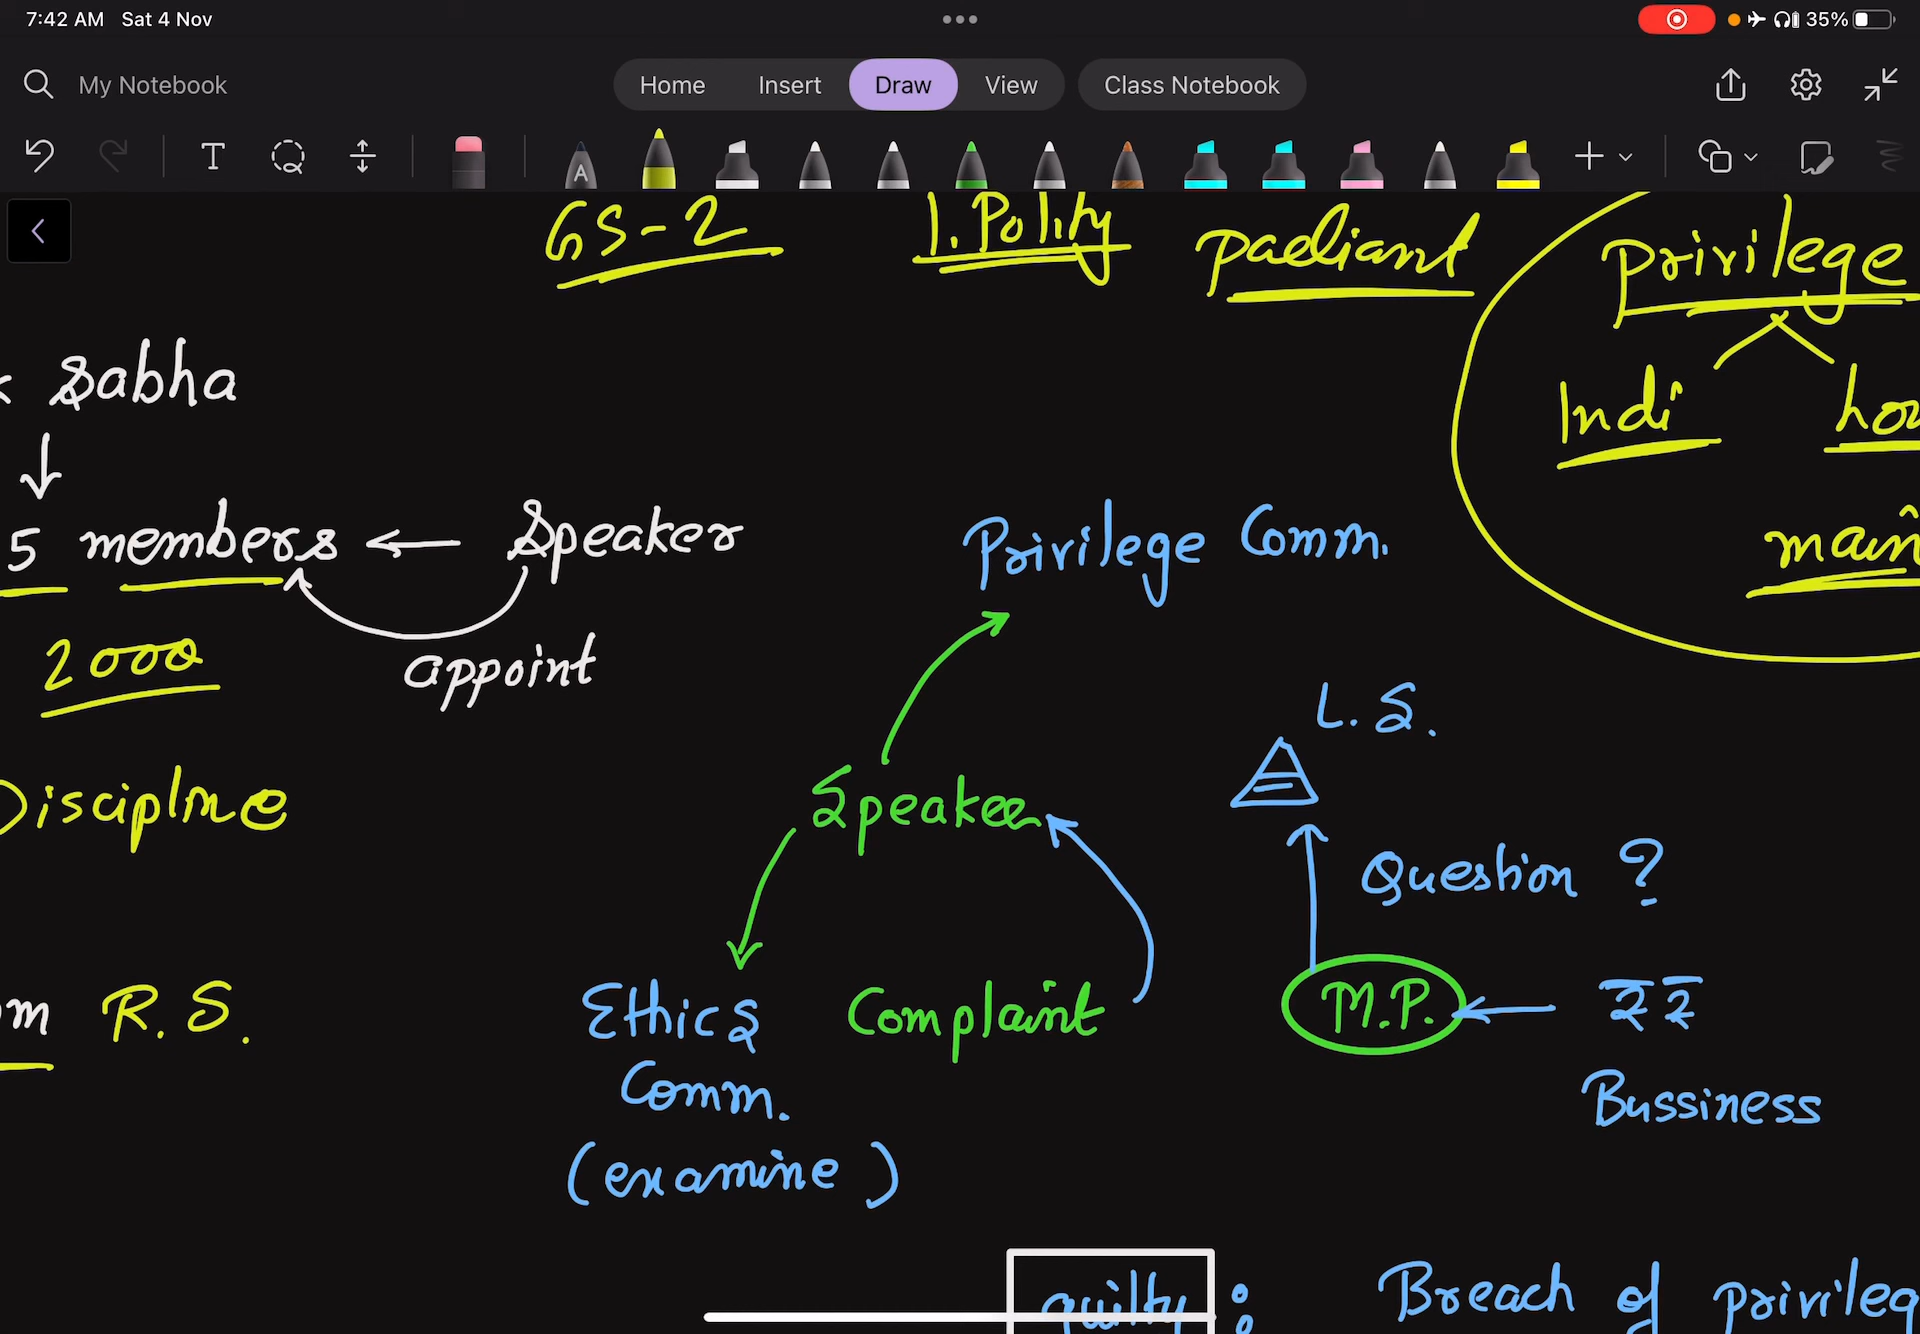 7:42 AM Sat 4 Nov
35%
My Notebook
Home Insert Draw View Class Notebook
T
A
GS-2 1. Polity Paeliamt Privilege
Indi
Sabha
5 members ← Speaker
appoint
2000
Privilege Comm.
L.S.
Discipline
Speaker
Question ?
R.S.
Ethics Complaint M.P. ←
Comm. Bussiness
(examine)
guilty : Breach of privileg